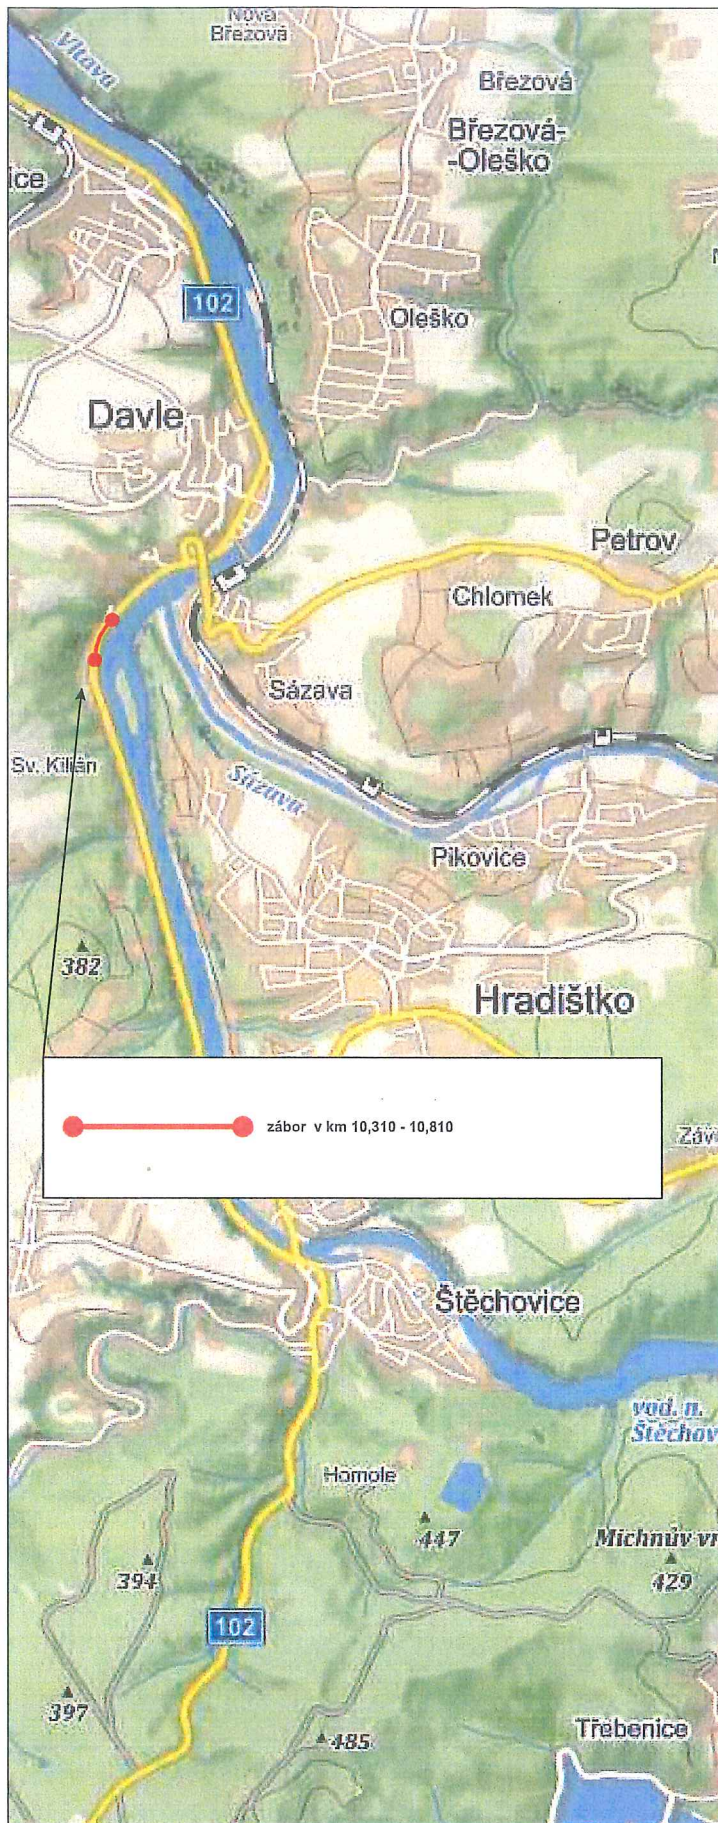 Nová
Březová
Vltava
Březová
Březová-
-Oleško
ice
102
Oleško
Davle
Petrov
Chlomek
Sázava
Sv. Kilián
Sázava
Pikovice
382
Hradištko
zábor v km 10,310 - 10,810
Záv
Štěchovice
vod. n.
Štěchov
Homole
447
Michnův vr
394
429
102
397
485
Třebenice